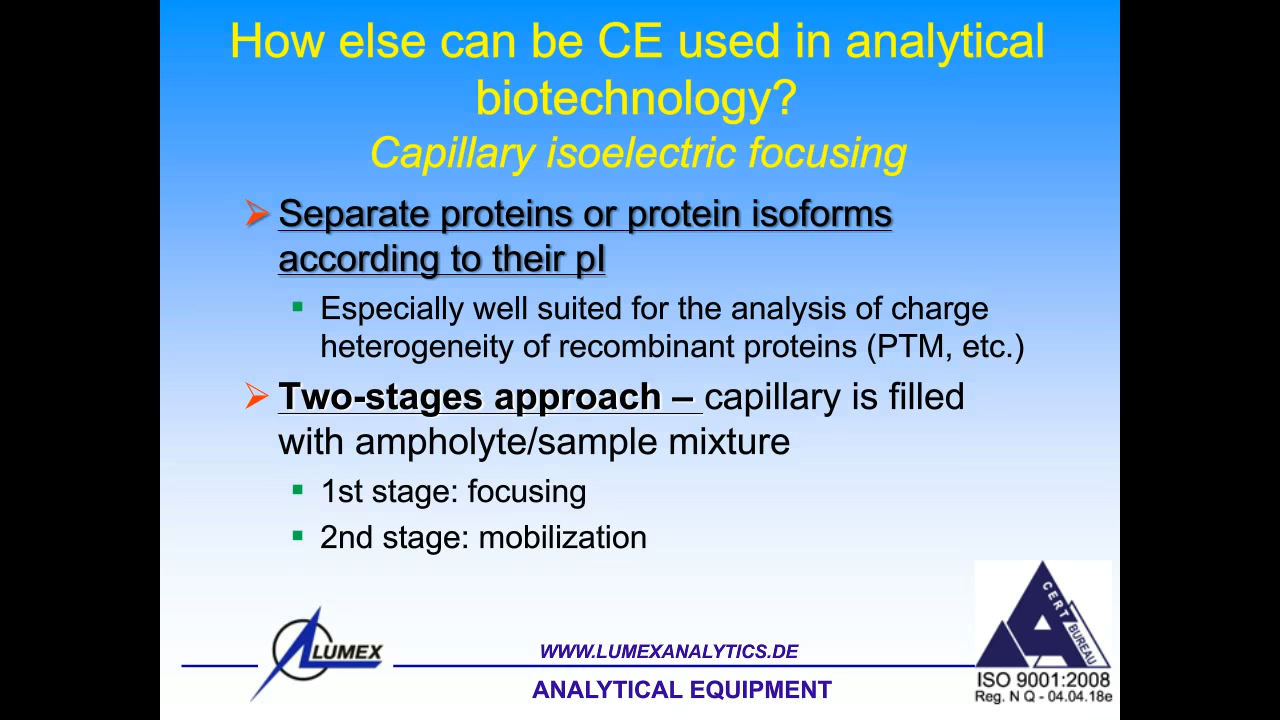 How else can be CE used in analytical
biotechnology?
Capillary isoelectric focusing
Separate proteins or protein isoforms
according to their pI
Especially well suited for the analysis of charge
heterogeneity of recombinant proteins (PTM, etc.)
Two-stages approach – capillary is filled
with ampholyte/sample mixture
1st stage: focusing
2nd stage: mobilization
LUMEX
WWW.LUMEXANALYTICS.DE
ANALYTICAL EQUIPMENT
CERT
BUREAU
ISO 9001:2008
Reg. N Q - 04.04.18e